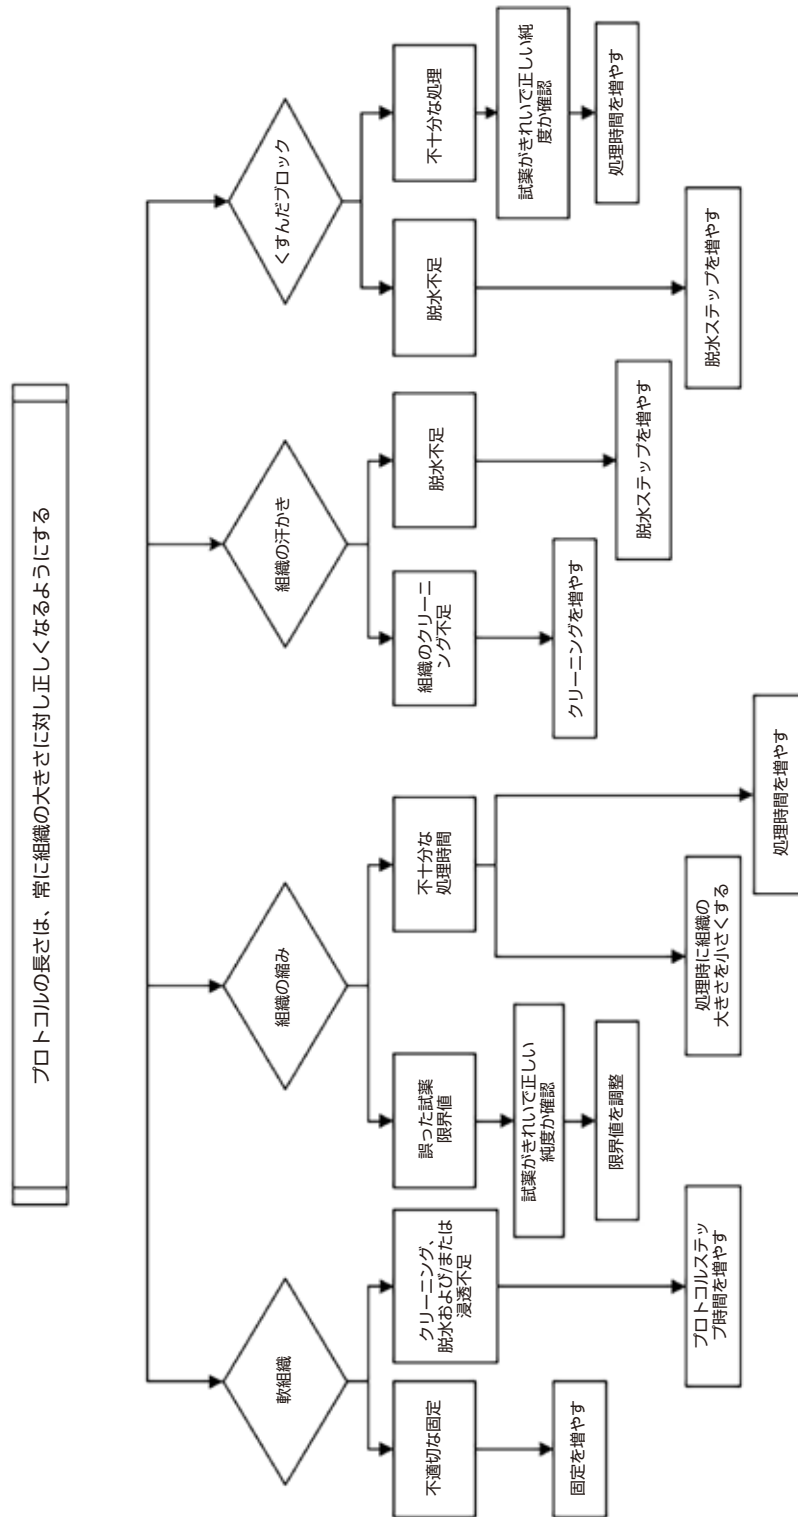 プロトコルの長さは、常に組織の大きさに対し正しくなるようにする
軟組織
組織の縮み
組織の汗かき
くすんだブロック
不適切な固定
クリーニング、
脱水および/または
浸透不足
誤った試薬
限界値
不十分な
処理時間
組織のクリーニ
ング不足
脱水不足
脱水不足
不十分な処理
試薬がきれいで正しい
純度か確認
試薬がきれいで正しい純
度か確認
固定を増やす
限界値を調整
クリーニングを増やす
脱水ステップを増やす
処理時間を増やす
プロトコルステッ
プ時間を増やす
処理時に組織の
大きさを小さくする
脱水ステップを増やす
処理時間を増やす